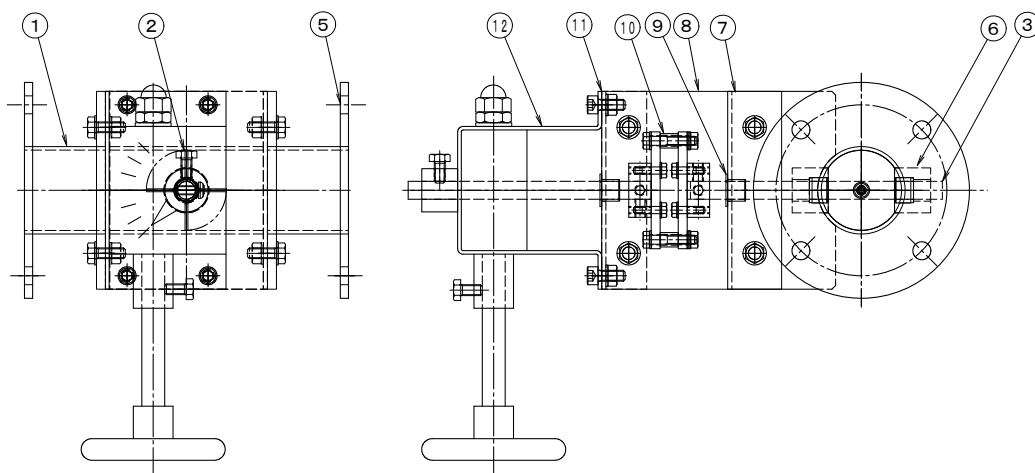 ① ② ⑤ ⑫ ⑪ ⑩ ⑨ ⑧ ⑦ ⑥ ③